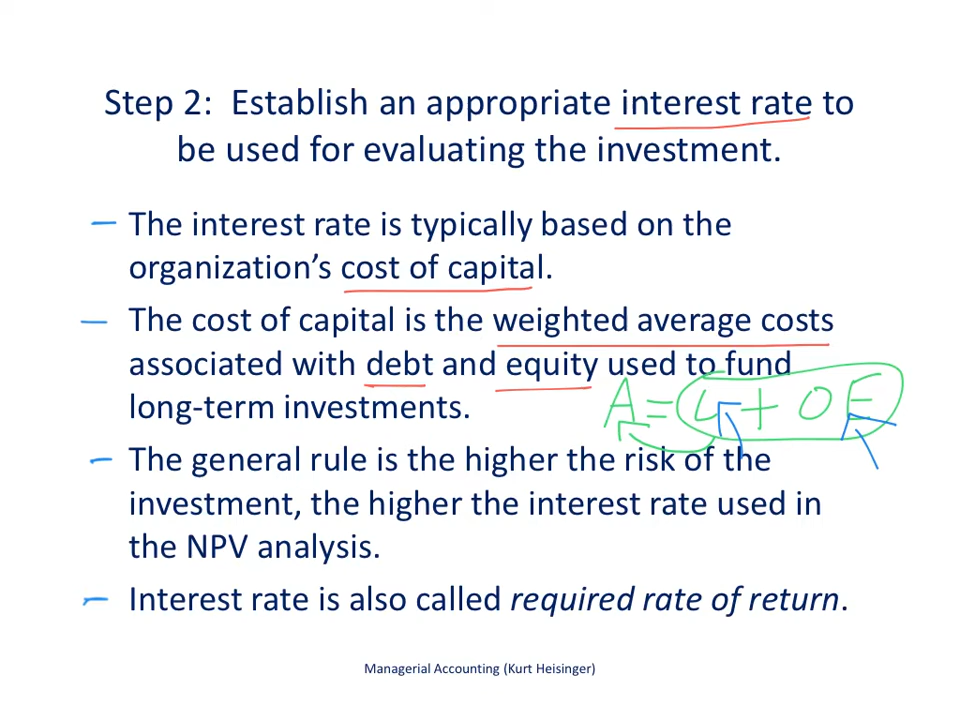 Step 2: Establish an appropriate interest rate to
be used for evaluating the investment.
The interest rate is typically based on the
organization's cost of capital.
The cost of capital is the weighted average costs
associated with debt and equity used to fund
long-term investments.
A = L + OE
The general rule is the higher the risk of the
investment, the higher the interest rate used in
the NPV analysis.
Interest rate is also called required rate of return.
Managerial Accounting (Kurt Heisinger)